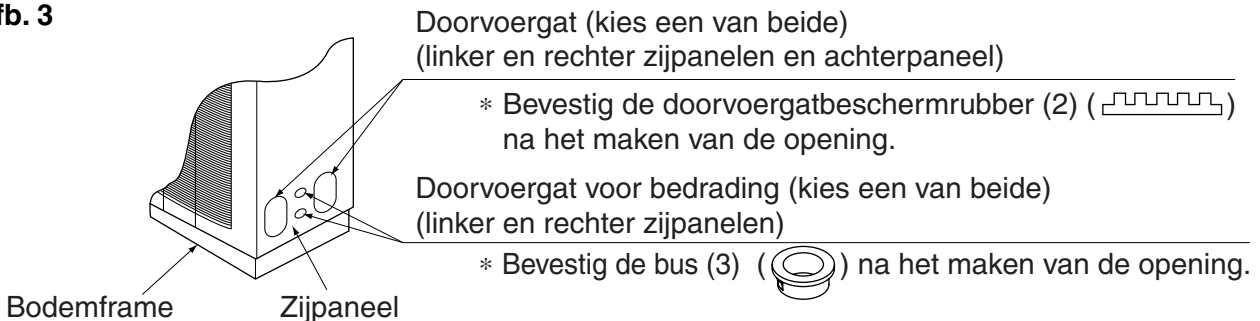 fb. 3
Doorvoergat (kies een van beide)
(linker en rechter zijpanelen en achterpaneel)
* Bevestig de doorvoergatbeschermrubber (2) ( )
na het maken van de opening.
Doorvoergat voor bedrading (kies een van beide)
(linker en rechter zijpanelen)
* Bevestig de bus (3) ( ) na het maken van de opening.
Bodemframe
Zijpaneel